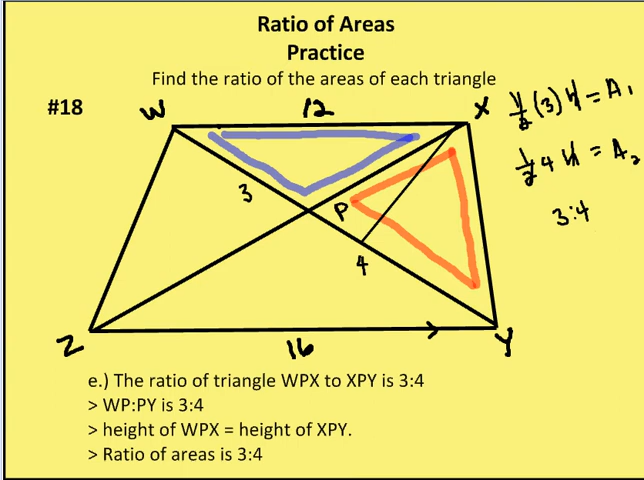 Ratio of Areas
Practice
Find the ratio of the areas of each triangle
#18
W
12
X
1/2 (3) h = A₁
3
1/2 4 h = A₂
P
3:4
4
Z
16
Y
e.) The ratio of triangle WPX to XPY is 3:4
> WP:PY is 3:4
> height of WPX = height of XPY.
> Ratio of areas is 3:4